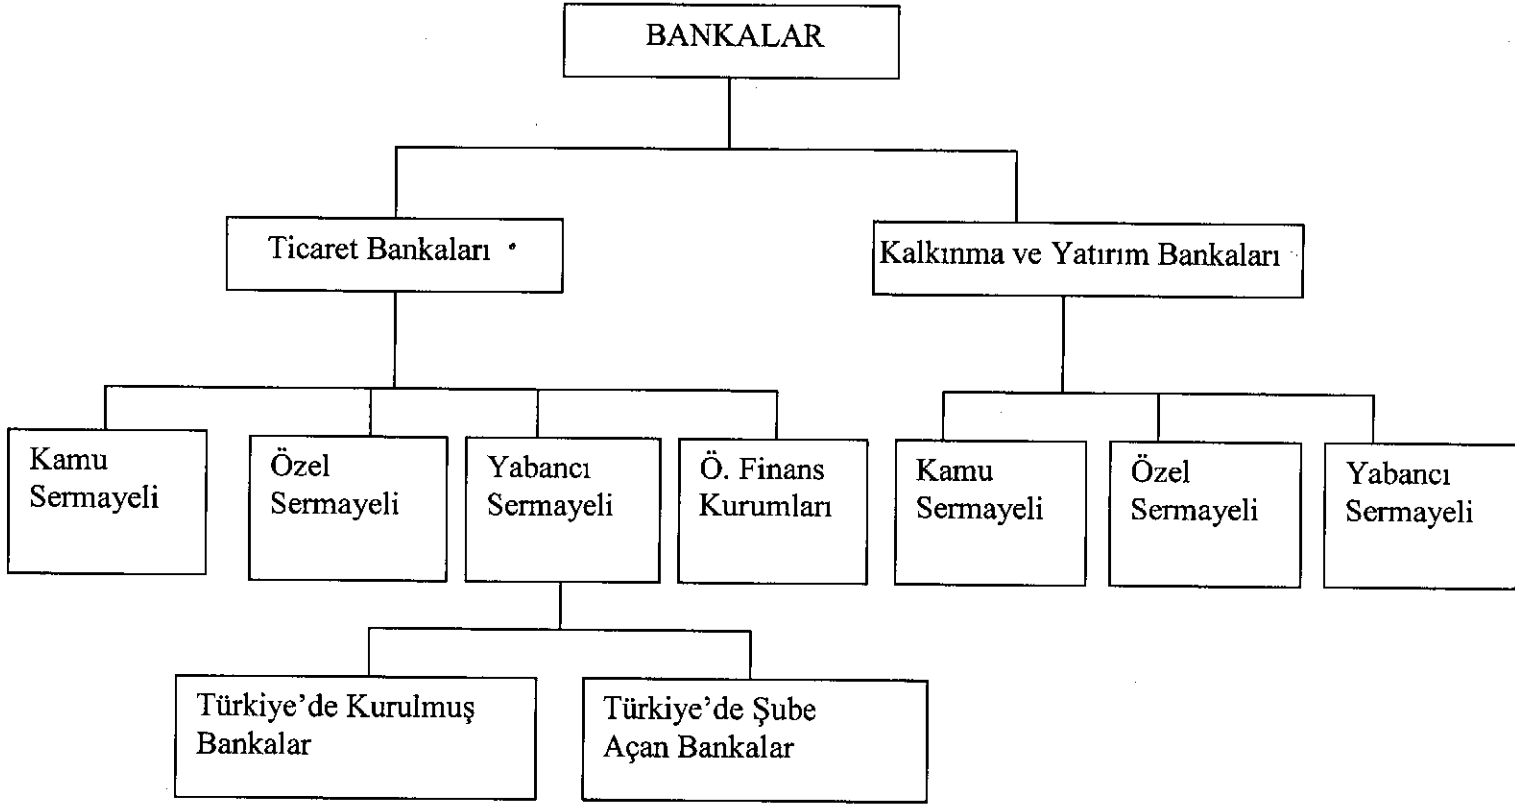 BANKALAR
Ticaret Bankaları
Kalkınma ve Yatırım Bankaları
Kamu
Sermayeli
Özel
Sermayeli
Yabancı
Sermayeli
Ö. Finans
Kurumları
Kamu
Sermayeli
Özel
Sermayeli
Yabancı
Sermayeli
Türkiye’de Kurulmuş
Bankalar
Türkiye’de Şube
Açan Bankalar